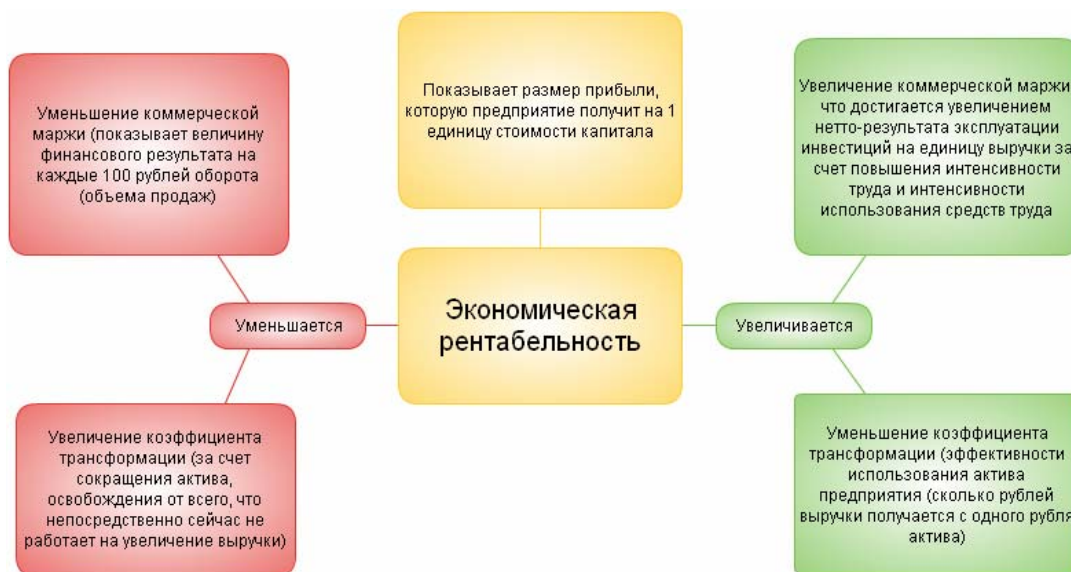 Уменьшение коммерческой
маржи (показывает величину
финансового результата на
каждые 100 рублей оборота
(объема продаж)
Показывает размер прибыли,
которую предприятие получит на 1
единицу стоимости капитала
Увеличение коммерческой маржи
что достигается увеличением
нетто-результата эксплуатации
инвестиций на единицу выручки за
счет повышения интенсивности
труда и интенсивности
использования средств труда
Уменьшается
Экономическая
рентабельность
Увеличивается
Увеличение коэффициента
трансформации (за счет
сокращения актива,
освобождения от всего, что
непосредственно сейчас не
работает на увеличение выручки)
Уменьшение коэффициента
трансформации (эффективности
использования актива
предприятия (сколько рублей
выручки получается с одного рубля
актива)